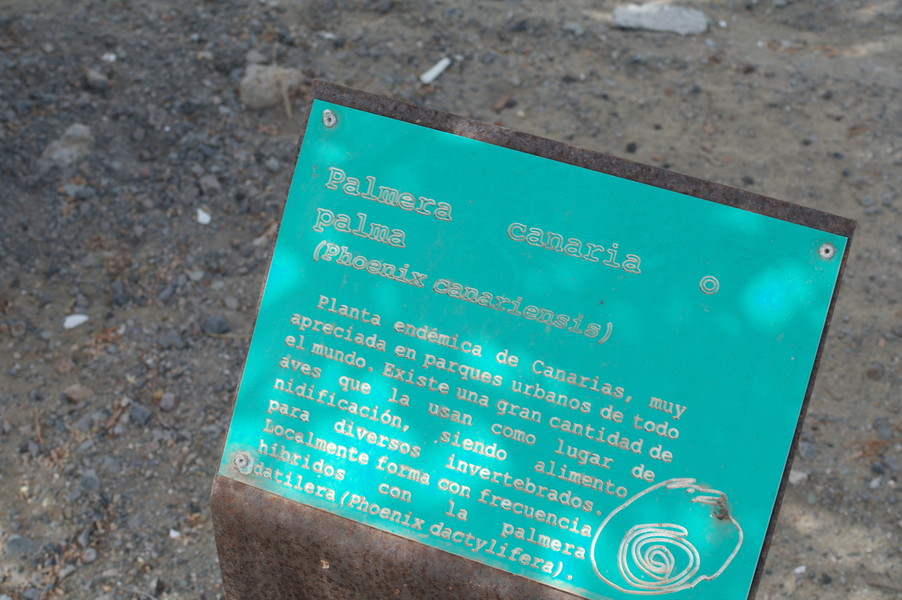 Palmera canaria o
palma
(Phoenix canariensis)
Planta endémica de Canarias, muy
apreciada en parques urbanos de todo
el mundo. Existe una gran cantidad de
aves que la usan como lugar de
nidificación, siendo alimento
para diversos invertebrados.
Localmente forma con frecuencia
híbridos con la palmera
datilera (Phoenix dactylifera).